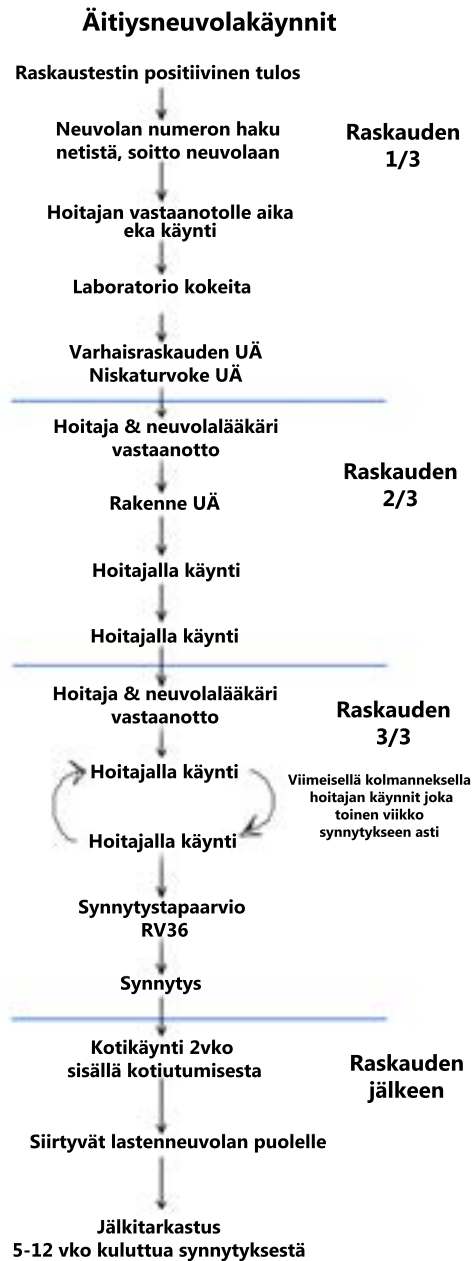 Äitiysneuvolakäynnit
Raskaustestin positiivinen tulos
Neuvolan numeron haku
netistä, soitto neuvolaan
Raskauden
1/3
Hoitajan vastaanotolle aika
eka käynti
Laboratorio kokeita
Varhaisraskauden UÄ
Niskaturvoke UÄ
Hoitaja & neuvolalääkäri
vastaanotto
Raskauden
2/3
Rakenne UÄ
Hoitajalla käynti
Hoitajalla käynti
Hoitaja & neuvolalääkäri
vastaanotto
Raskauden
3/3
Hoitajalla käynti
Viimeisellä kolmanneksella
hoitajan käynnit joka
toinen viikko
synnytykseen asti
Hoitajalla käynti
Synnytystapaarvio
RV36
Synnytys
Kotikäynti 2vko
sisällä kotiutumisesta
Raskauden
jälkeen
Siirtyvät lastenneuvolan puolelle
Jälkitarkastus
5-12 vko kuluttua synnytyksestä